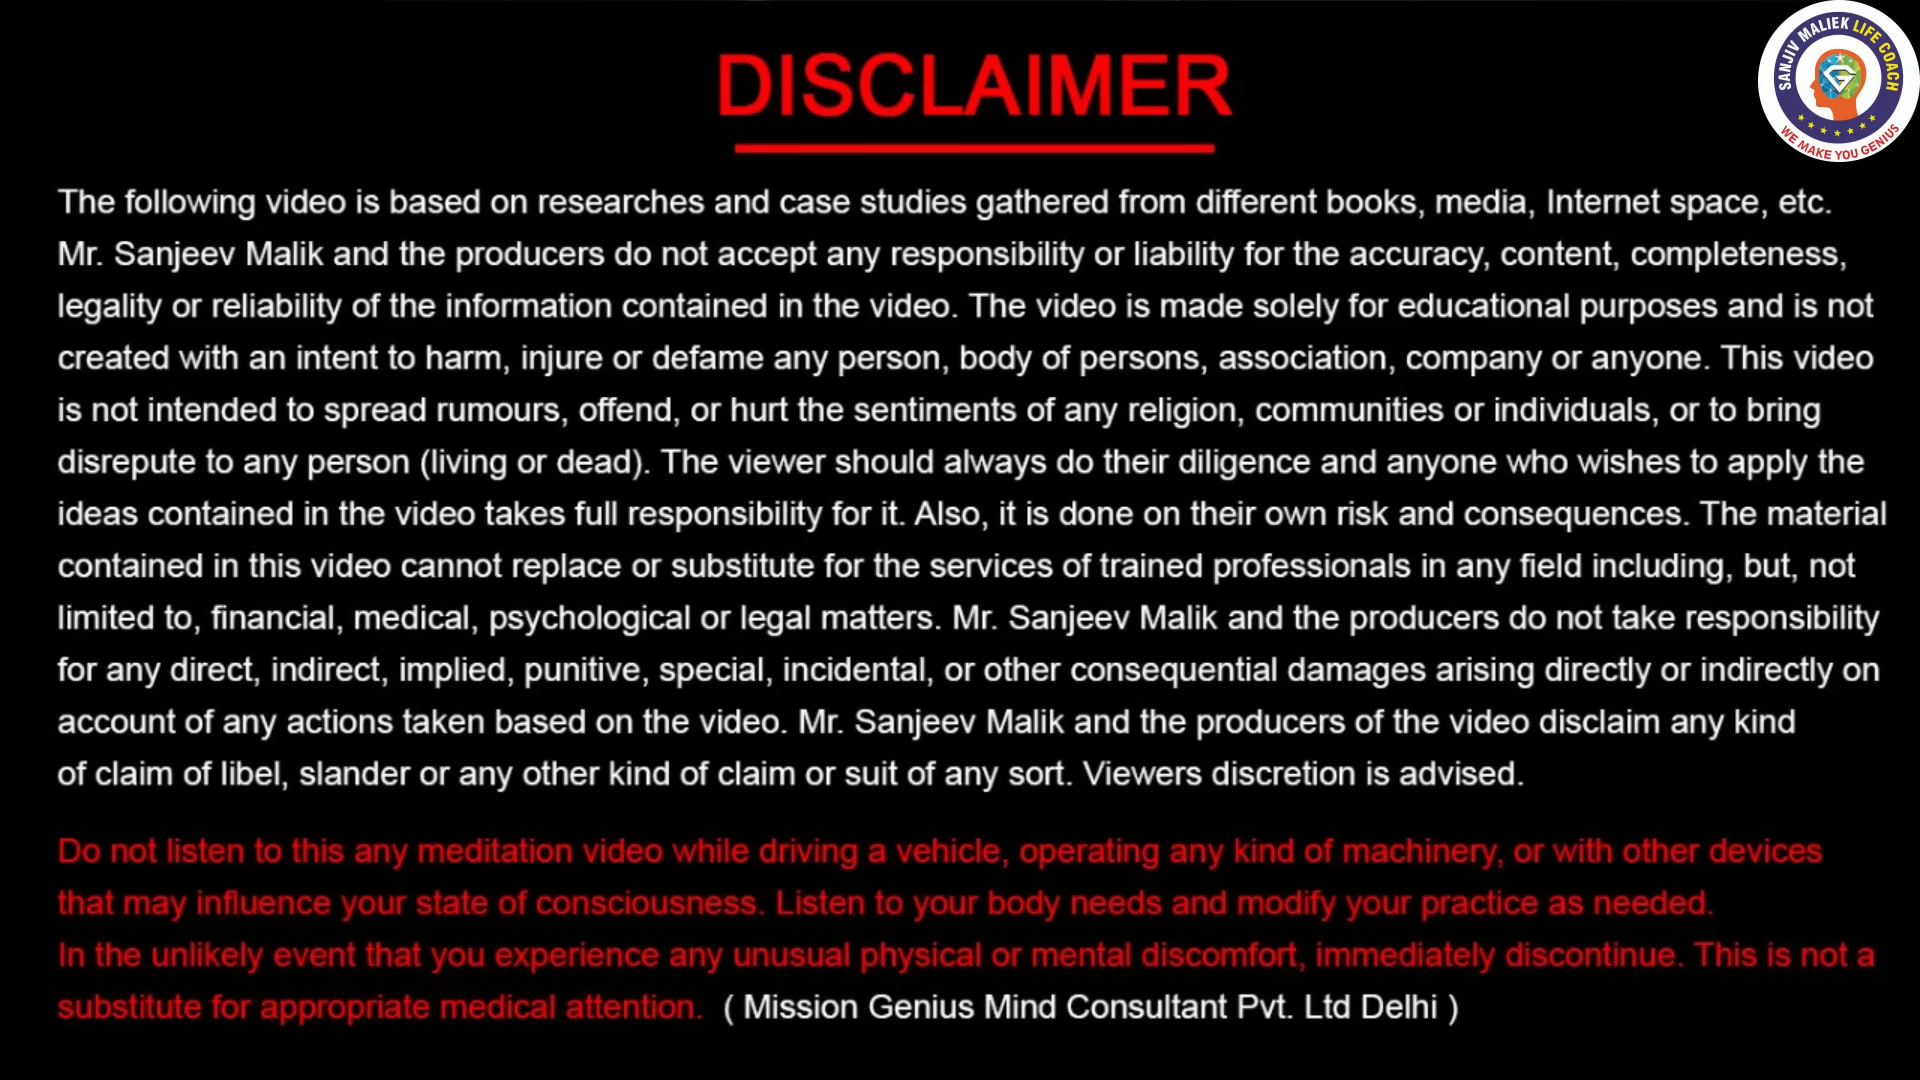 DISCLAIMER
SANJIV MALIEK LIFE COACH
WE MAKE YOU GENIUS
The following video is based on researches and case studies gathered from different books, media, Internet space, etc.
Mr. Sanjeev Malik and the producers do not accept any responsibility or liability for the accuracy, content, completeness,
legality or reliability of the information contained in the video. The video is made solely for educational purposes and is not
created with an intent to harm, injure or defame any person, body of persons, association, company or anyone. This video
is not intended to spread rumours, offend, or hurt the sentiments of any religion, communities or individuals, or to bring
disrepute to any person (living or dead). The viewer should always do their diligence and anyone who wishes to apply the
ideas contained in the video takes full responsibility for it. Also, it is done on their own risk and consequences. The material
contained in this video cannot replace or substitute for the services of trained professionals in any field including, but, not
limited to, financial, medical, psychological or legal matters. Mr. Sanjeev Malik and the producers do not take responsibility
for any direct, indirect, implied, punitive, special, incidental, or other consequential damages arising directly or indirectly on
account of any actions taken based on the video. Mr. Sanjeev Malik and the producers of the video disclaim any kind
of claim of libel, slander or any other kind of claim or suit of any sort. Viewers discretion is advised.
Do not listen to this any meditation video while driving a vehicle, operating any kind of machinery, or with other devices
that may influence your state of consciousness. Listen to your body needs and modify your practice as needed.
In the unlikely event that you experience any unusual physical or mental discomfort, immediately discontinue. This is not a
substitute for appropriate medical attention. ( Mission Genius Mind Consultant Pvt. Ltd Delhi )